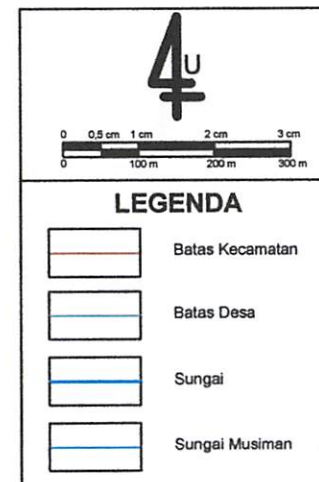 U
0 0,5 cm 1 cm 2 cm 3 cm
0 100 m 200 m 300 m
LEGENDA
Batas Kecamatan
Batas Desa
Sungai
Sungai Musiman